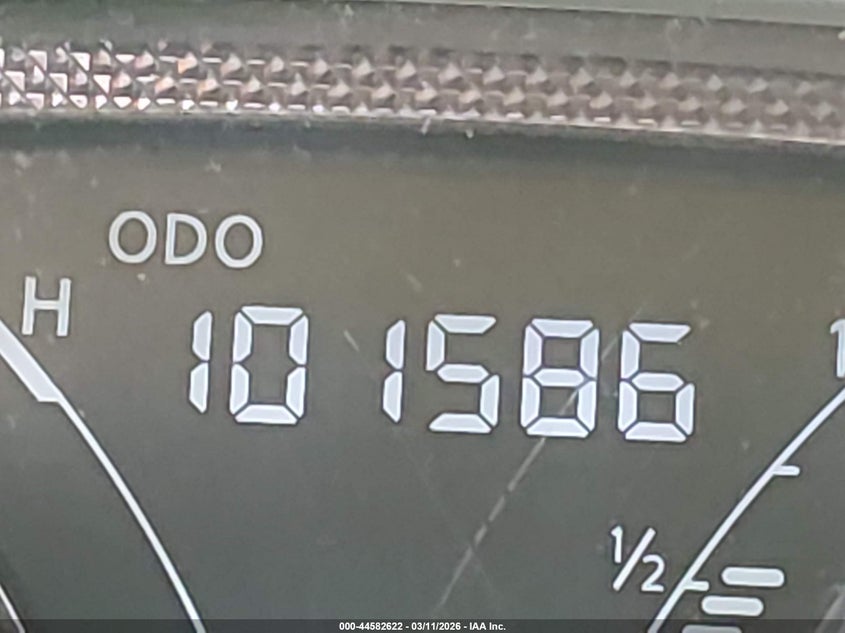 ODO
H
101586
1/2
000-44582622 - 03/11/2026 - IAA Inc.